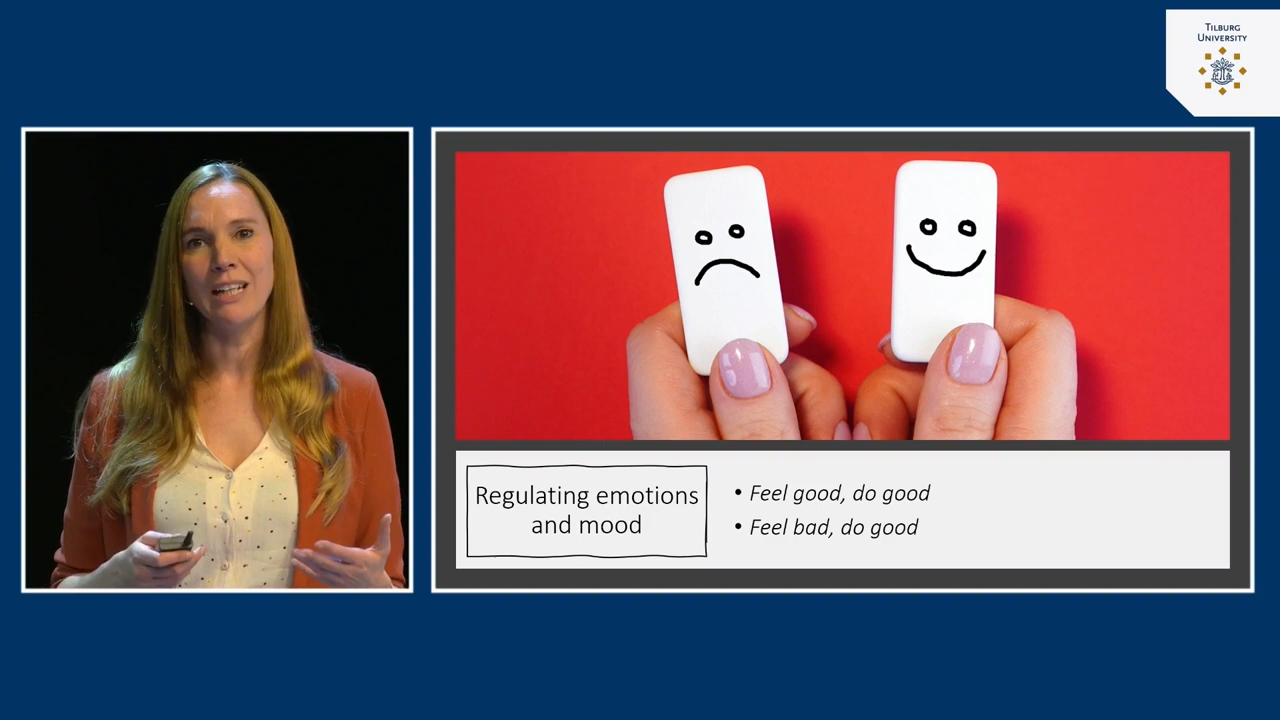 Tilburg
University
Regulating emotions
and mood
• Feel good, do good
• Feel bad, do good